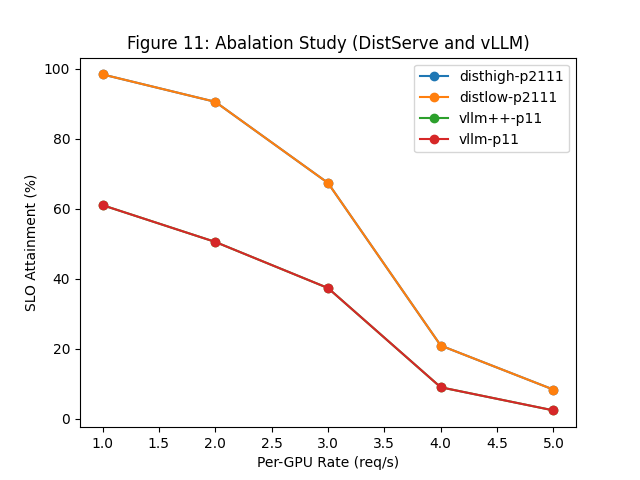 Figure 11: Abalation Study (DistServe and vLLM)
disthigh-p2111
distlow-p2111
vllm++-p11
vllm-p11
SLO Attainment (%)
100
80
60
40
20
0
1.0 1.5 2.0 2.5 3.0 3.5 4.0 4.5 5.0
Per-GPU Rate (req/s)